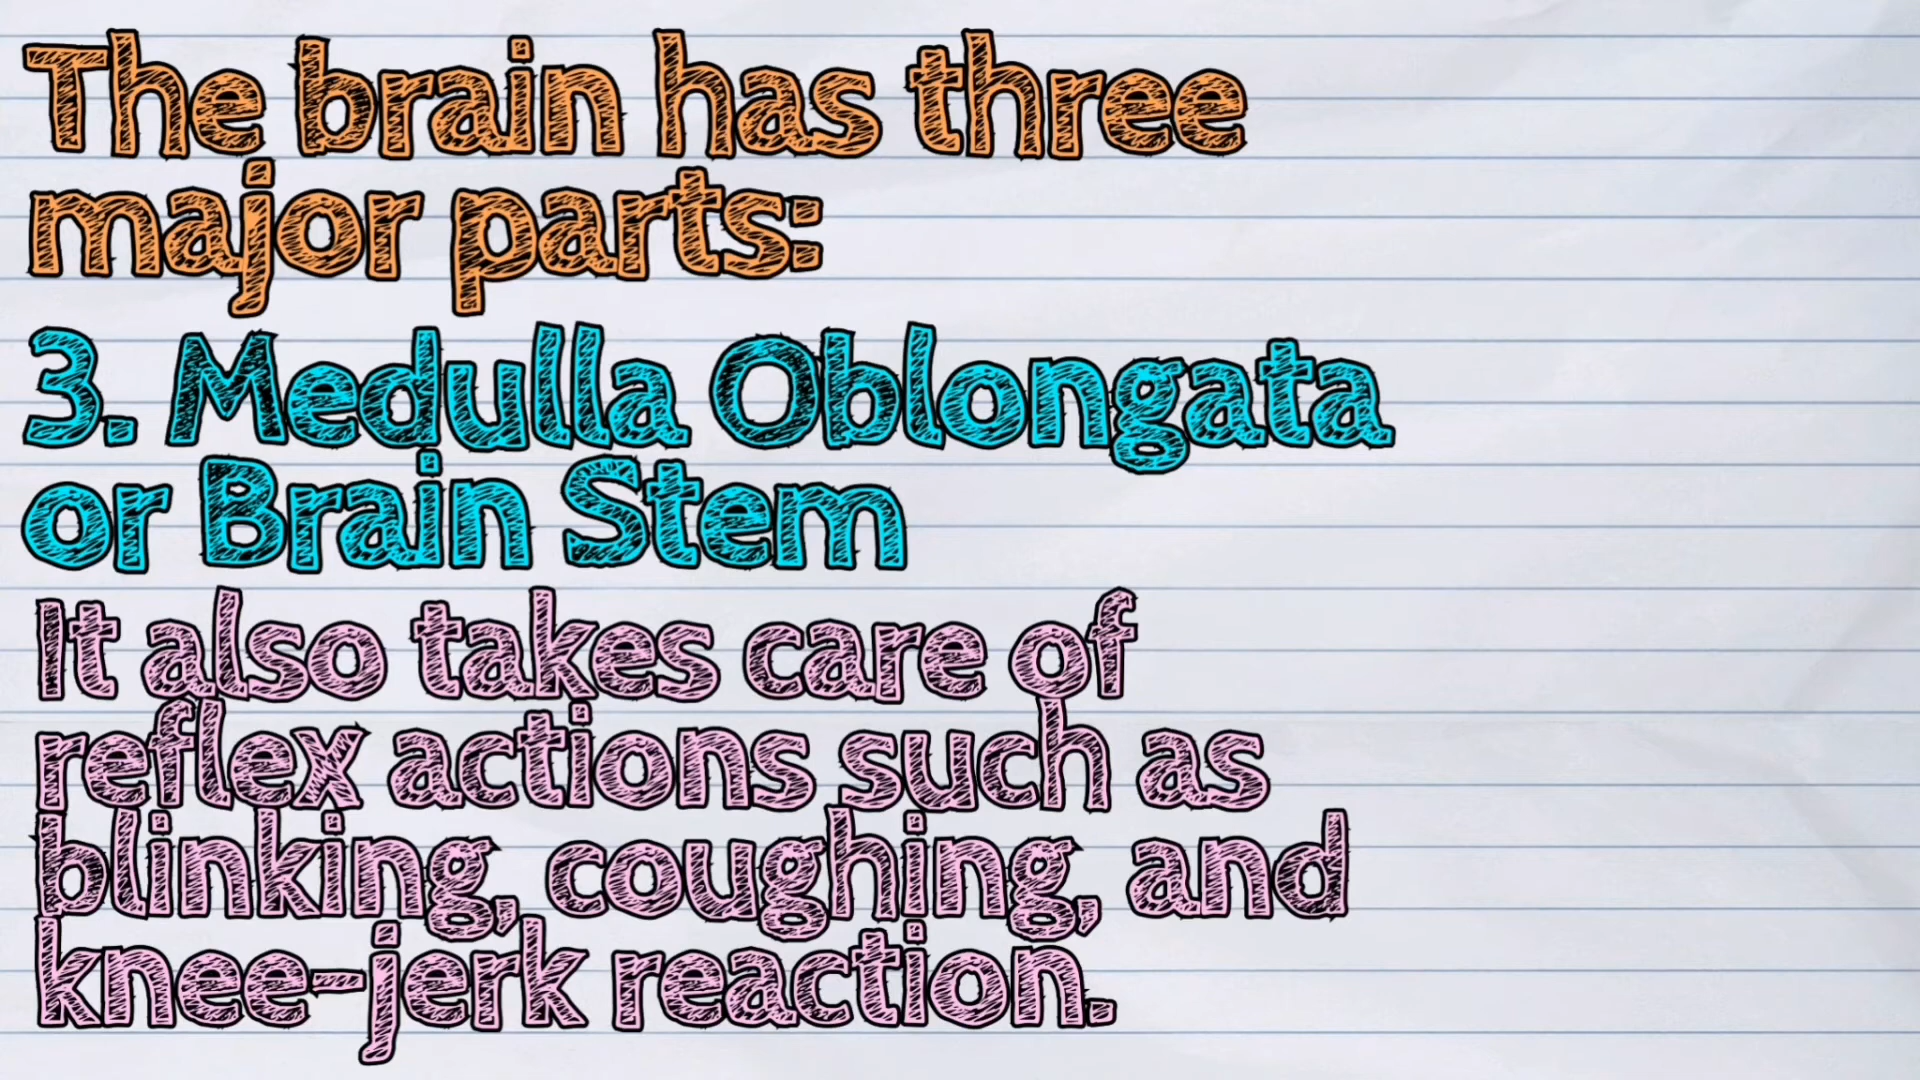 The brain has three
major parts:
3. Medulla Oblongata
or Brain Stem
It also takes care of
reflex actions such as
blinking, coughing, and
knee-jerk reaction.